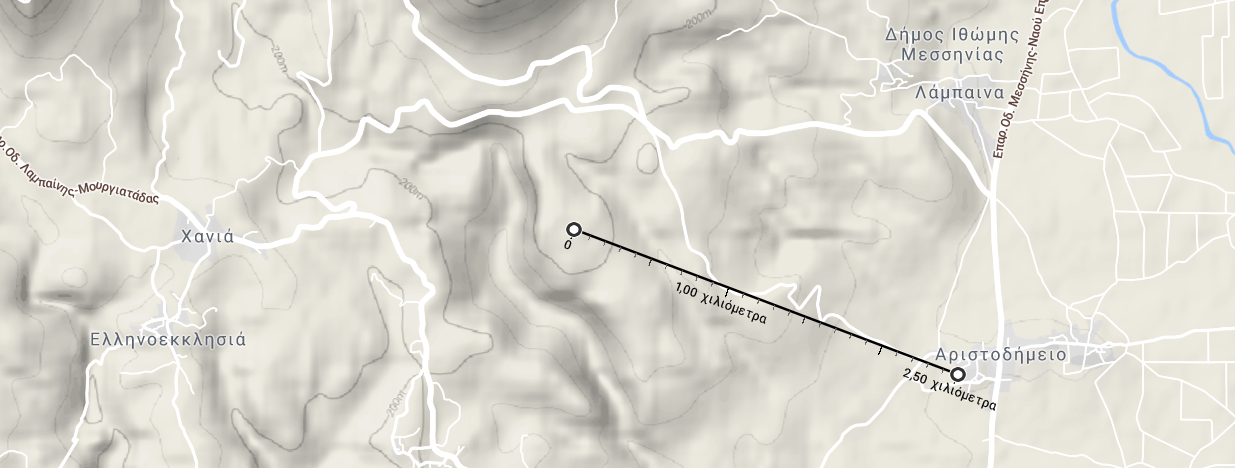 200m
200m
Δήμος Ιθώμης
Μεσσηνίας
Λάμπαινα
Επαρ.Οδ. Μεσσήνης-Ναού Επ
ρ.Οδ. Λαμπαίνης-Μουργιατάδας
200m
Χανιά
0
1,00 χιλιόμετρα
Ελληνοεκκλησιά
Αριστοδήμειο
2,50 χιλιόμετρα
200m